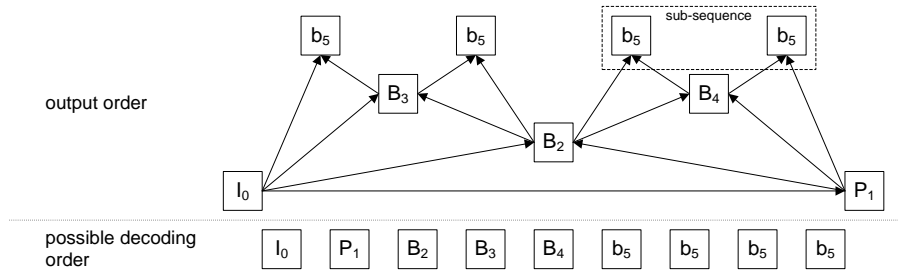 sub-sequence
b5 b5 b5 b5
B3 B4
output order
B2
I0 P1
possible decoding
order
I0 P1 B2 B3 B4 b5 b5 b5 b5